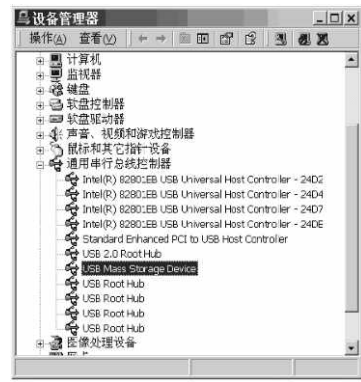 设备管理器
操作(A) 查看(V)
计算机
监视器
键盘
软盘控制器
软盘驱动器
声音、视频和游戏控制器
鼠标和其它指针设备
通用串行总线控制器
Intel(R) 82801EB USB Universal Host Controller - 24D2
Intel(R) 82801EB USB Universal Host Controller - 24D4
Intel(R) 82801EB USB Universal Host Controller - 24D7
Intel(R) 82801EB USB Universal Host Controller - 24DE
Standard Enhanced PCI to USB Host Controller
USB 2.0 Root Hub
USB Mass Storage Device
USB Root Hub
USB Root Hub
USB Root Hub
USB Root Hub
图像处理设备